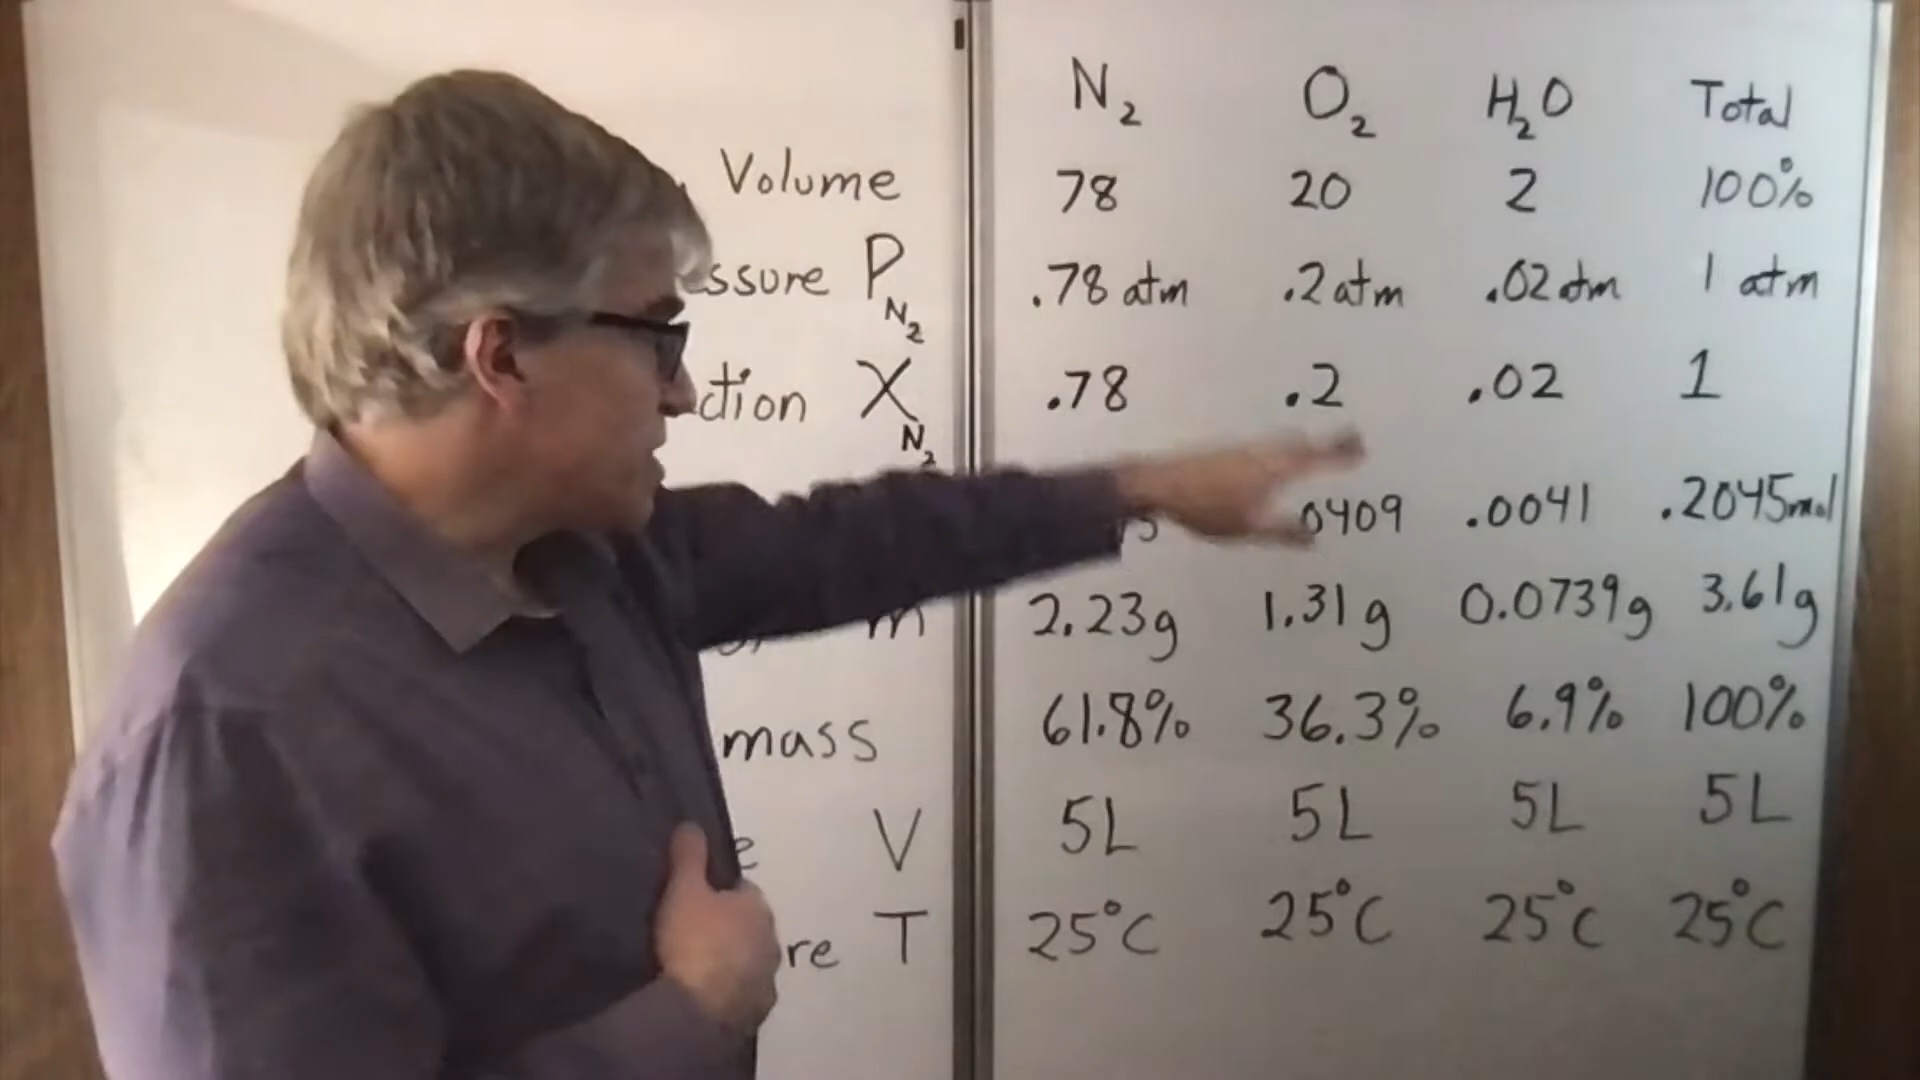 N₂ O₂ H₂O Total
Volume 78 20 2 100%
ssure P_N₂ .78 atm .2 atm .02 atm 1 atm
ction X_N₂ .78 .2 .02 1
0409 .0041 .2045 mol
m 2.23g 1.31g 0.0739g 3.61g
mass 61.8% 36.3% 6.9% 100%
e V 5L 5L 5L 5L
re T 25°C 25°C 25°C 25°C